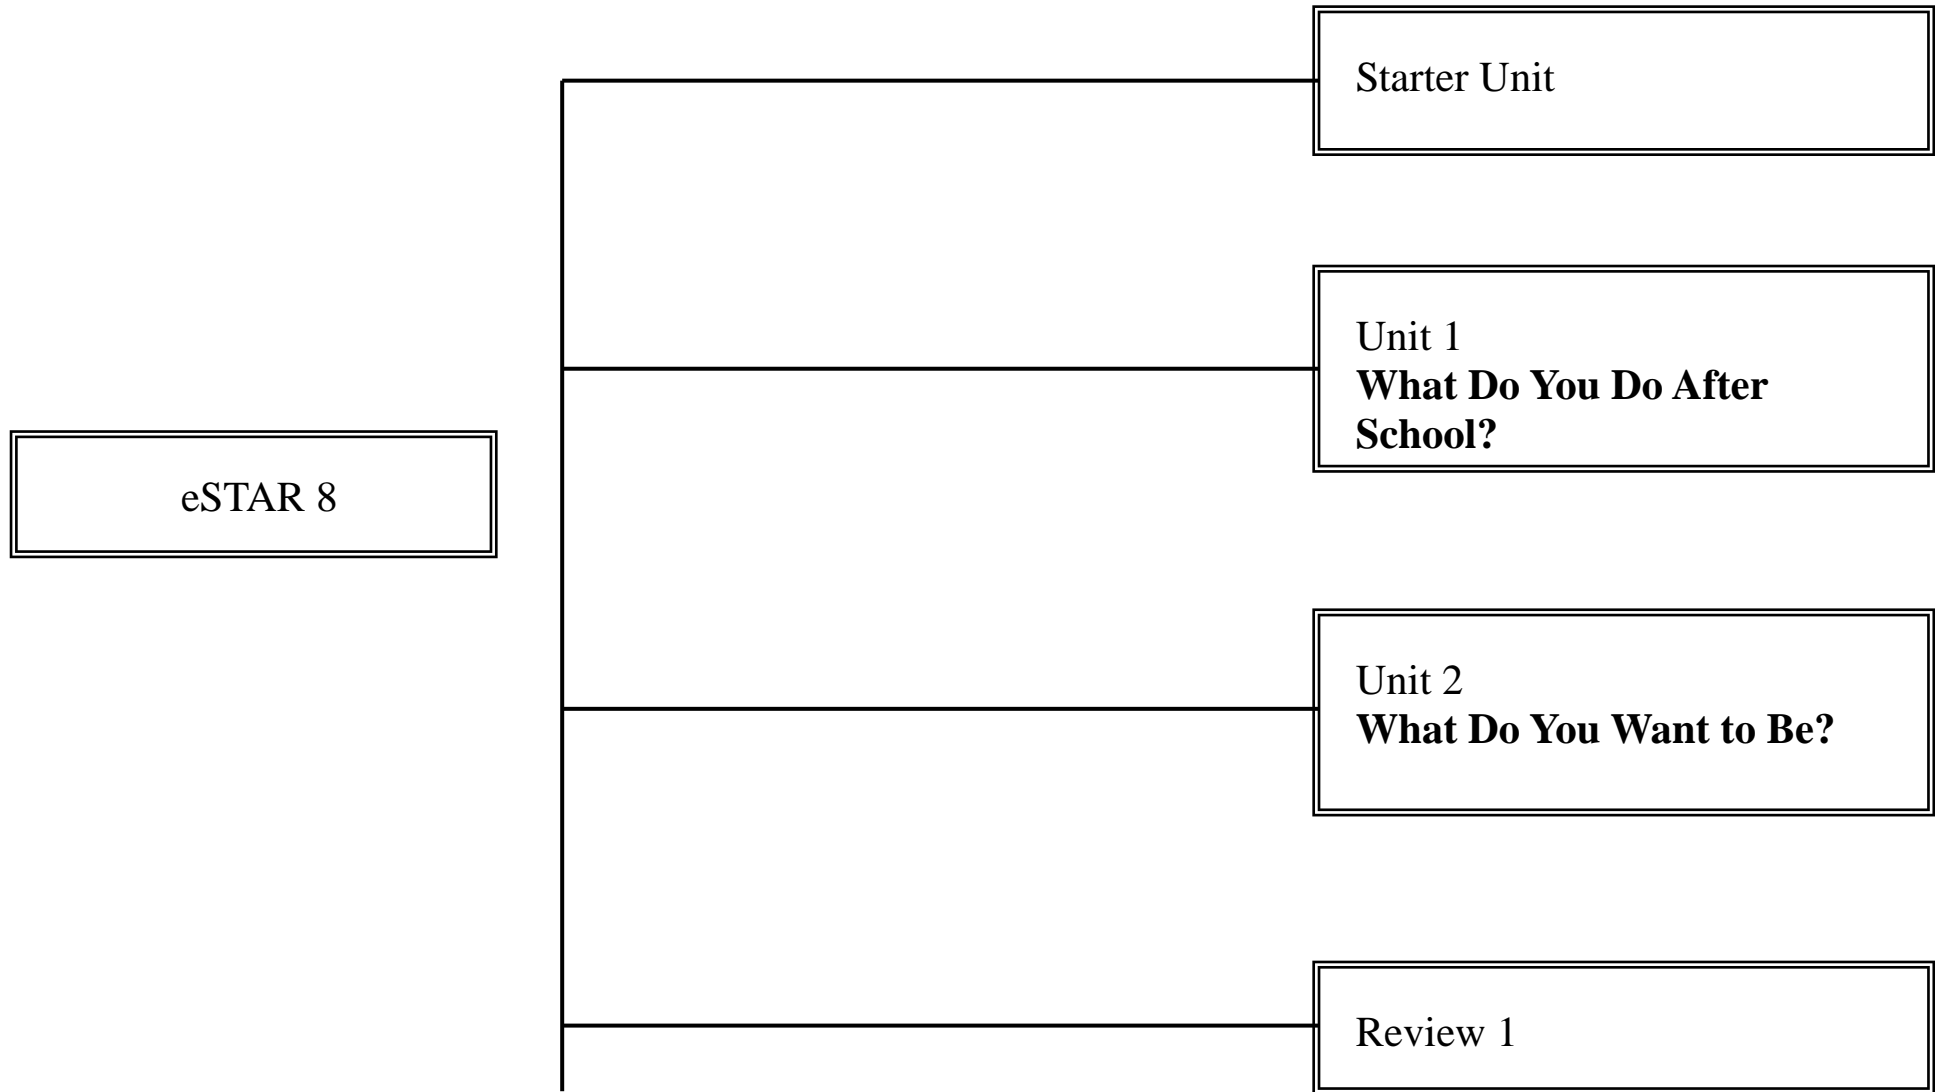 Starter Unit
Unit 1
What Do You Do After
School?
eSTAR 8
Unit 2
What Do You Want to Be?
Review 1